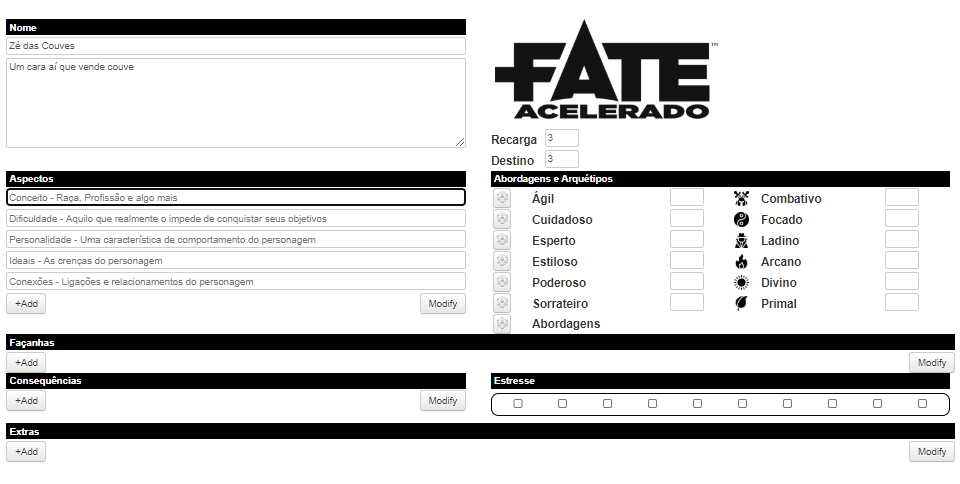 Nome
Zé das Couves
Um cara aí que vende couve
FATE™
ACELERADO
Recarga 3
Destino 3
Aspectos
Conceito - Raça, Profissão e algo mais
Dificuldade - Aquilo que realmente o impede de conquistar seus objetivos
Personalidade - Uma característica de comportamento do personagem
Ideais - As crenças do personagem
Conexões - Ligações e relacionamentos do personagem
+Add Modify
Abordagens e Arquétipos
Ágil Combativo
Cuidadoso Focado
Esperto Ladino
Estiloso Arcano
Poderoso Divino
Sorrateiro Primal
Abordagens
Façanhas
+Add Modify
Consequências
+Add Modify
Estresse
Extras
+Add Modify